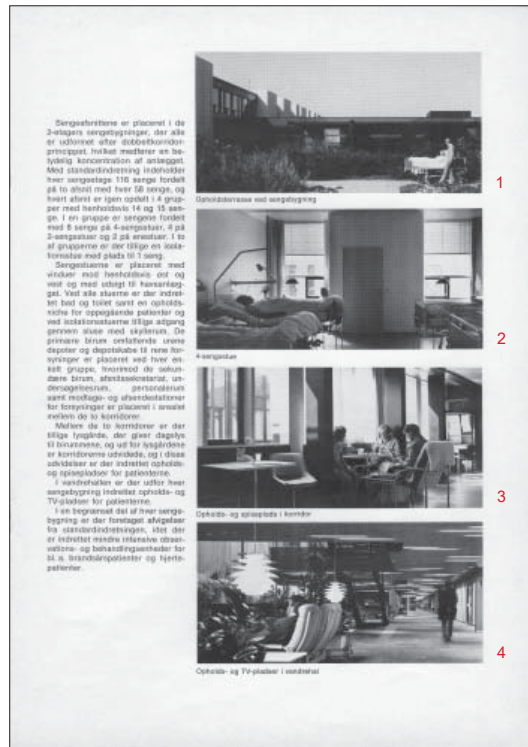 Sengeafsnittene er placeret i de
2-etagers sengebygninger, der alle
er udformet efter dobbeltkorridor-
princippet, hvilket medfører en be-
tydelig koncentration af anlægget.
Med standardindretning indeholder
hver sengeetage 116 senge fordelt
på to afsnit med hver 58 senge, og
hvert afsnit er igen opdelt i 4 grup-
per med henholdsvis 14 og 15 sen-
ge. I en gruppe er sengene fordelt
med 8 senge på 4-sengsstuer, 4 på
2-sengsstuer og 2 på enestuer. I to
af grupperne er der tillige en isola-
tionsstue med plads til 1 seng.
Sengestuerne er placeret med
vinduer mod henholdsvis øst og
vest og med udsigt til haveanlæg-
get. Ved alle stuerne er der indret-
tet bad og toilet samt en opholds-
niche for oppegående patienter og
ved isolationsstuerne tillige adgang
gennem sluse med skyllerum. De
primære birum omfattende urene
depoter og depotskabe til rene for-
syninger er placeret ved hver en-
kelt gruppe, hvorimod de sekun-
dære birum, afsnitssekretariat, un-
dersøgelsesrum, personalerum
samt modtage- og afsendestationer
for forsyninger er placeret i arealet
mellem de to korridorer.
Mellem de to korridorer er der
tillige lysgårde, der giver dagslys
til birummene, og ud for lysgårdene
er korridorerne udvidede, og i disse
udvidelser er der indrettet opholds-
og spisepladser for patienterne.
I vandrehallen er der udfor hver
sengebygning indrettet opholds- og
TV-pladser for patienterne.
I en begrænset del af hver senge-
bygning er der foretaget afvigelser
fra standardindretningen, idet der
er indrettet mindre intensive obser-
vations- og behandlingsenheder for
bl. a. brandsårspatienter og hjerte-
patienter.
1
Opholdsterrasse ved sengebygning
2
4-sengsstue
3
Opholds- og spiseplads i korridor
4
Opholds- og TV-pladser i vandrehal